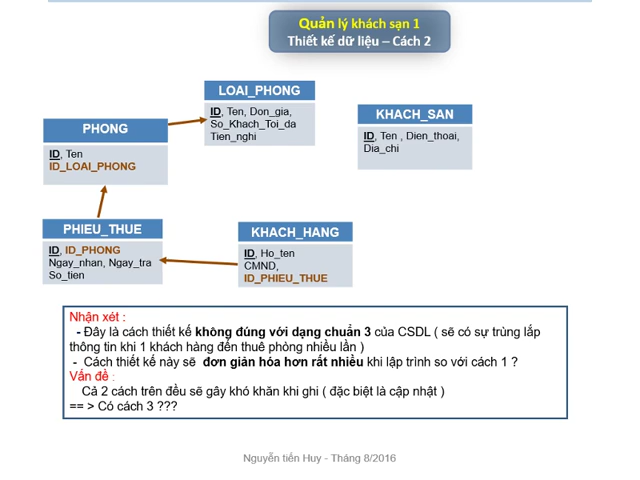 Quản lý khách sạn 1
Thiết kế dữ liệu – Cách 2
LOAI_PHONG
ID, Ten, Don_gia,
So_Khach_Toi_da
Tien_nghi
KHACH_SAN
ID, Ten , Dien_thoai,
Dia_chi
PHONG
ID, Ten
ID_LOAI_PHONG
PHIEU_THUE
ID, ID_PHONG
Ngay_nhan, Ngay_tra
So_tien
KHACH_HANG
ID, Ho_ten
CMND,
ID_PHIEU_THUE
Nhận xét :
- Đây là cách thiết kế không đúng với dạng chuẩn 3 của CSDL ( sẽ có sự trùng lắp
thông tin khi 1 khách hàng đến thuê phòng nhiều lần )
- Cách thiết kế này sẽ đơn giản hóa hơn rất nhiều khi lập trình so với cách 1 ?
Vấn đề :
Cả 2 cách trên đều sẽ gây khó khăn khi ghi ( đặc biệt là cập nhật )
== > Có cách 3 ???
Nguyễn tiến Huy - Tháng 8/2016